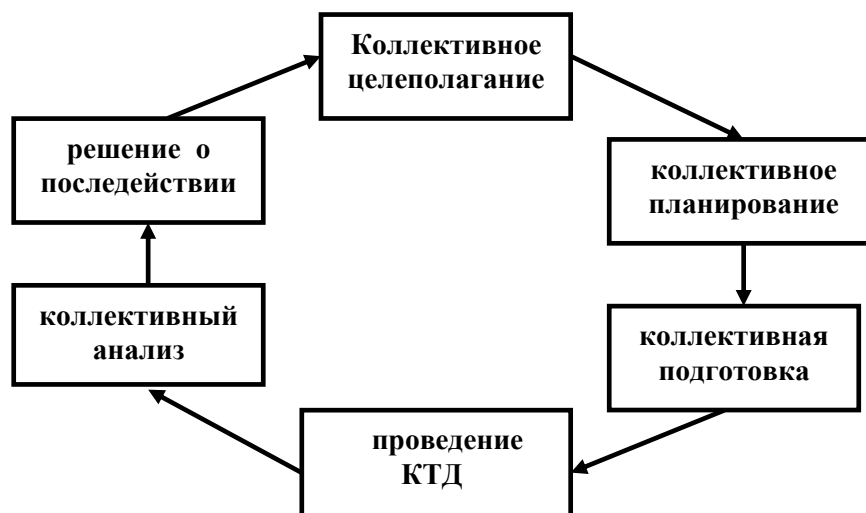 Коллективное
целеполагание
решение о
последействии
коллективное
планирование
коллективный
анализ
коллективная
подготовка
проведение
КТД